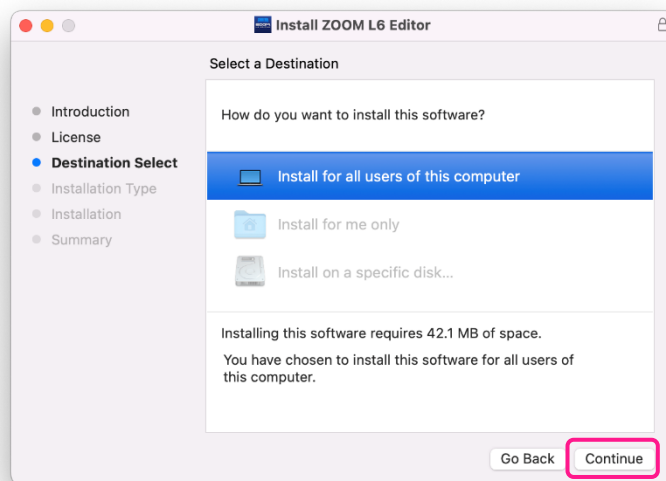 Install ZOOM L6 Editor
Select a Destination
Introduction
License
Destination Select
Installation Type
Installation
Summary
How do you want to install this software?
Install for all users of this computer
Install for me only
Install on a specific disk...
Installing this software requires 42.1 MB of space.
You have chosen to install this software for all users of
this computer.
Go Back
Continue